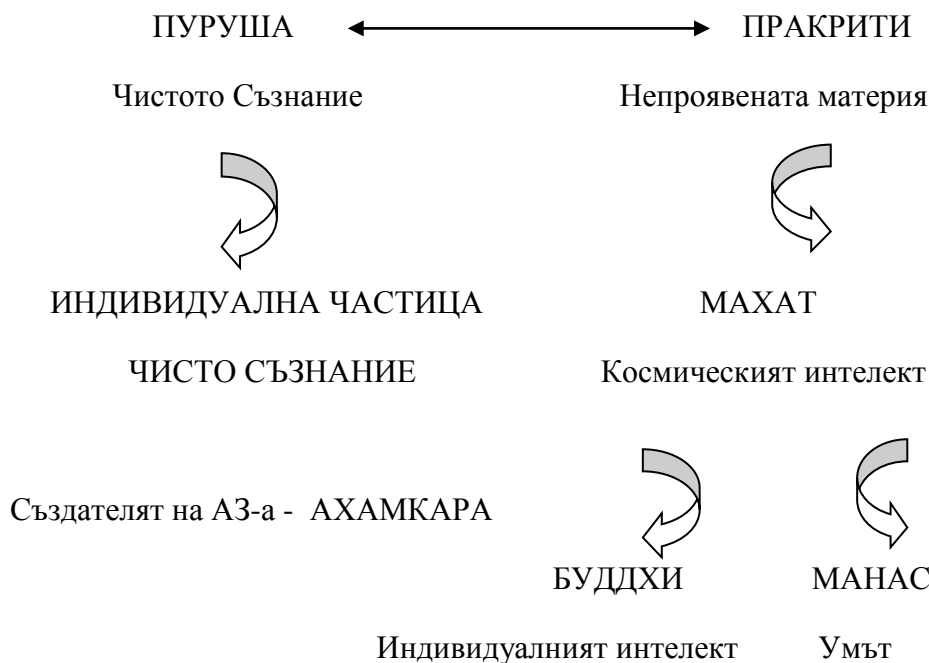 ПУРУША ПРАКРИТИ
Чистото Съзнание Непроявената материя
ИНДИВИДУАЛНА ЧАСТИЦА МАХАТ
ЧИСТО СЪЗНАНИЕ Космическият интелект
Създателят на АЗ-а - АХАМКАРА
БУДДХИ МАНАС
Индивидуалният интелект Умът